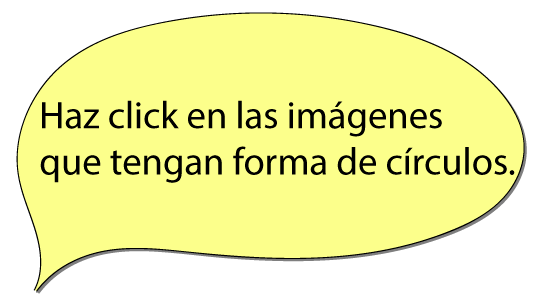 Haz click en las imágenes
que tengan forma de círculos.